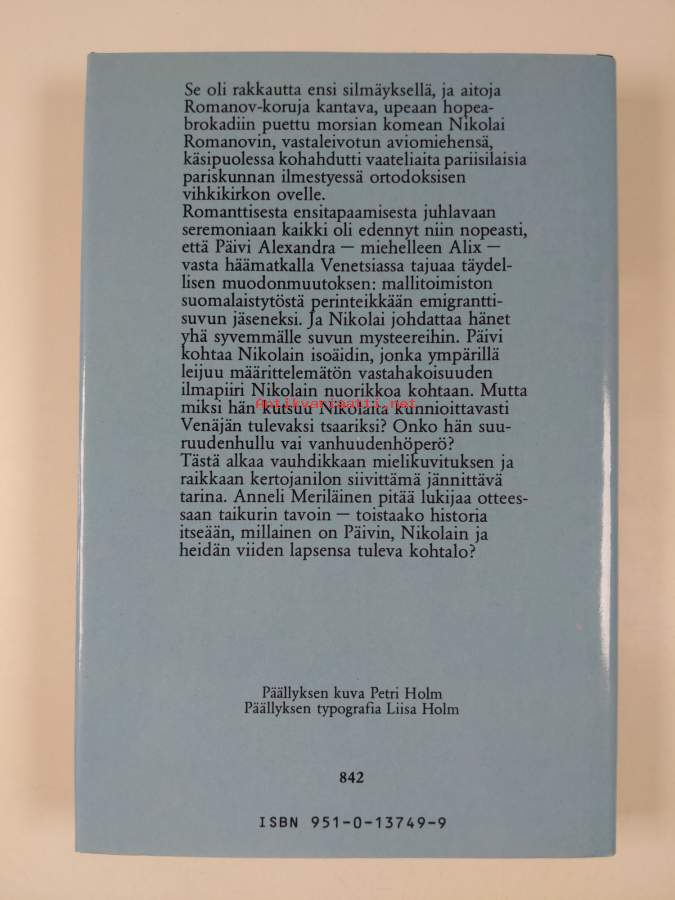 Se oli rakkautta ensi silmäyksellä, ja aitoja
Romanov-koruja kantava, upeaan hopea-
brokadiin puettu morsian komean Nikolai
Romanovin, vastaleivotun aviomiehensä,
käsipuolessa kohahdutti vaateliaita pariisilaisia
pariskunnan ilmestyessä ortodoksisen
vihkikirkon ovelle.
Romanttisesta ensitapaamisesta juhlavaan
seremoniaan kaikki oli edennyt niin nopeasti,
että Päivi Alexandra — miehelleen Alix —
vasta häämatkalla Venetsiassa tajuaa täydel-
lisen muodonmuutoksen: mallitoimiston
suomalaistytöstä perinteikkään emigrantti-
suvun jäseneksi. Ja Nikolai johdattaa hänet
yhä syvemmälle suvun mysteereihin. Päivi
kohtaa Nikolain isoäidin, jonka ympärillä
leijuu määrittelemätön vastahakoisuuden
ilmapiiri Nikolain nuorikkoa kohtaan. Mutta
miksi hän kutsuu Nikolaita kunnioittavasti
Antikvariaatti.net
Venäjän tulevaksi tsaariksi? Onko hän suu-
ruudenhullu vai vanhuudenhöperö?
Tästä alkaa vauhdikkaan mielikuvituksen ja
raikkaan kertojanilon siivittämä jännittävä
tarina. Anneli Meriläinen pitää lukijaa ottees-
saan taikurin tavoin — toistaako historia
itseään, millainen on Päivin, Nikolain ja
heidän viiden lapsensa tuleva kohtalo?
Päällyksen kuva Petri Holm
Päällyksen typografia Liisa Holm
842
ISBN 951-0-13749-9